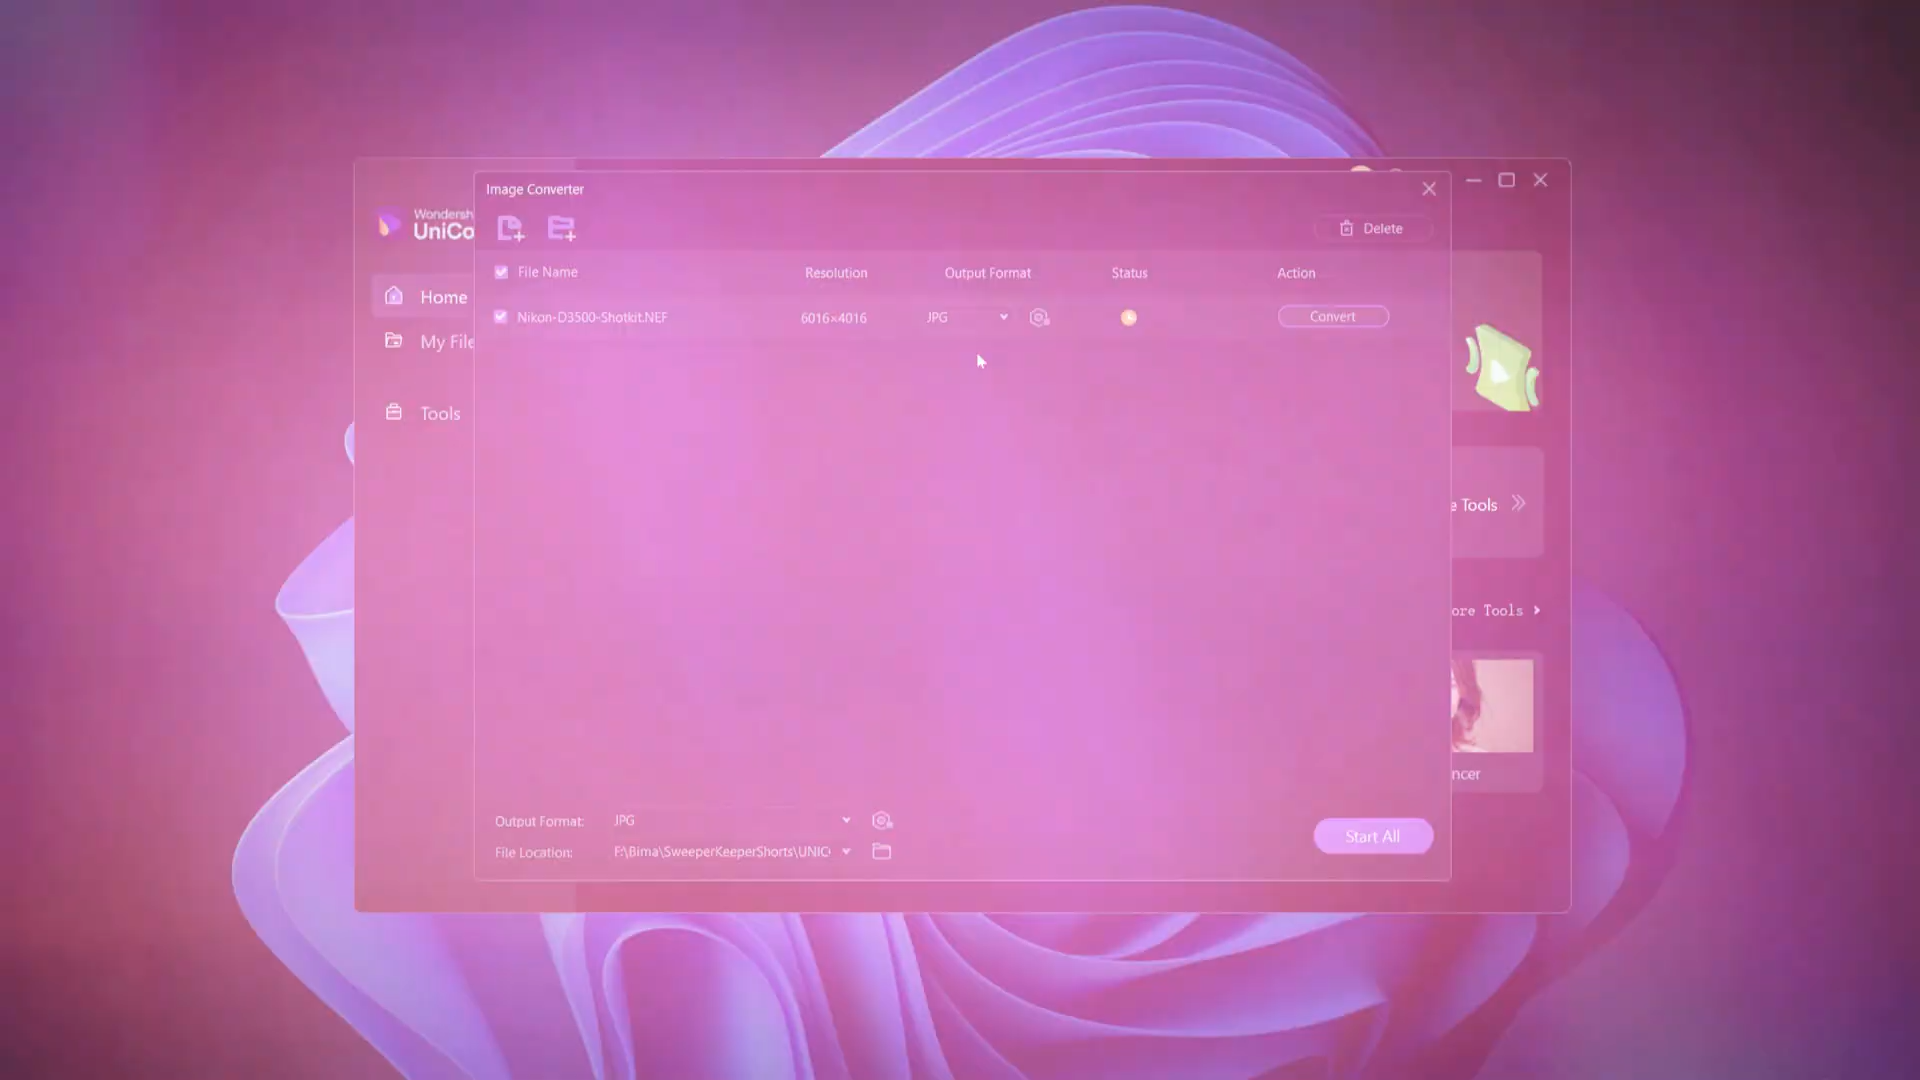 Image Converter
Wondersh
UniCo
Delete
File Name Resolution Output Format Status Action
Home
Nikon-D3500-Shotkit.NEF 6016×4016 JPG Convert
My File
Tools
e Tools
ore Tools
ncer
Output Format: JPG
Start All
File Location: F:\Bima\SweeperKeeperShorts\UNIC